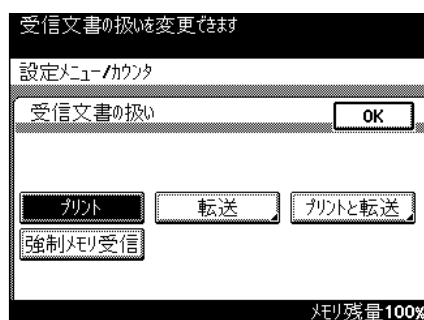 受信文書の扱いを変更できます
設定ﾒﾆｭｰ/ｶｳﾝﾀ
受信文書の扱い OK
ﾌﾟﾘﾝﾄ 転送 ﾌﾟﾘﾝﾄと転送
強制ﾒﾓﾘ受信
ﾒﾓﾘ残量100%